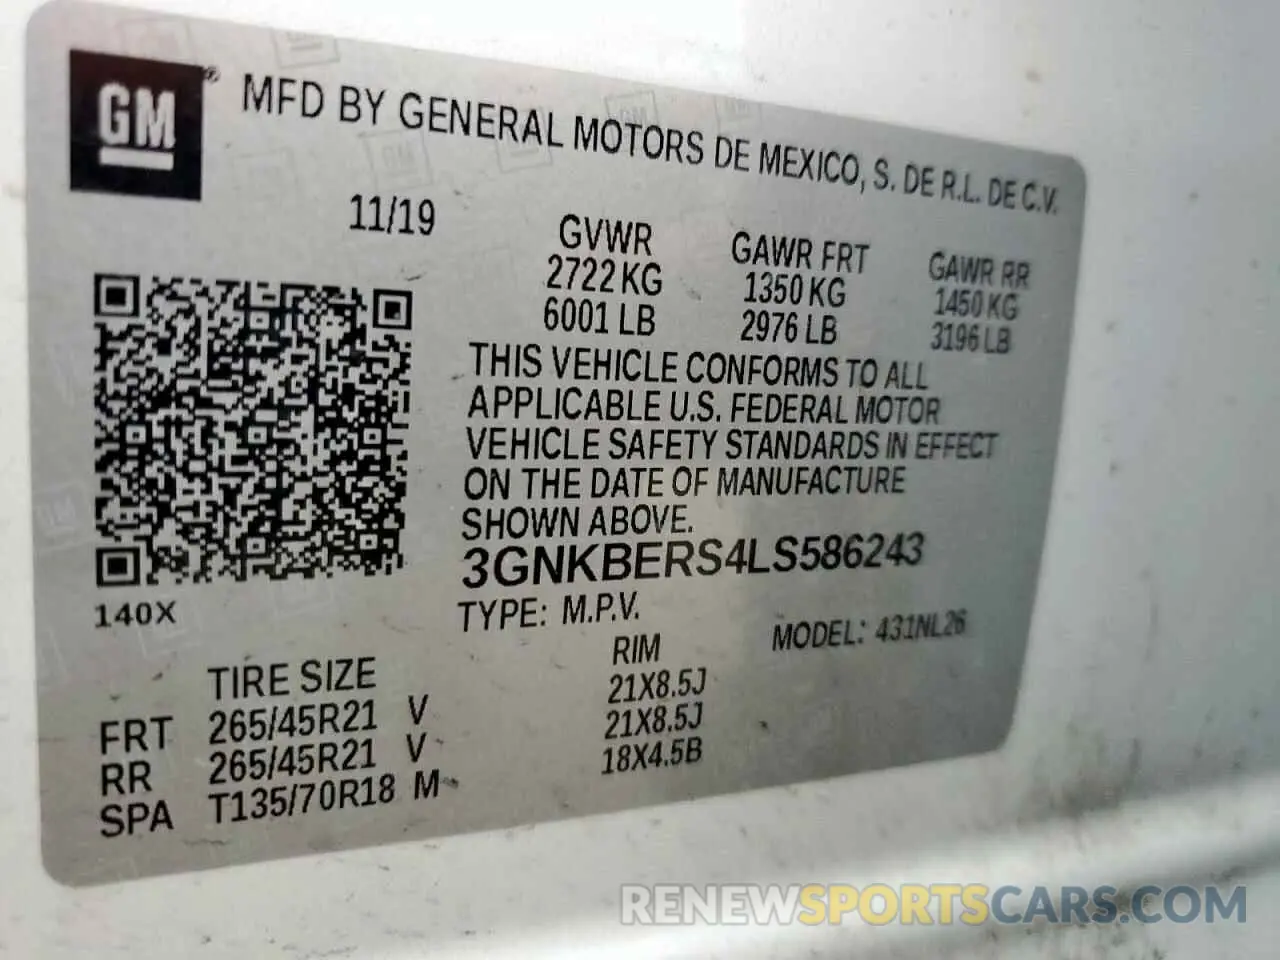 GM®
MFD BY GENERAL MOTORS DE MEXICO, S. DE R.L. DE C.V.
11/19
GVWR GAWR FRT GAWR RR
2722 KG 1350 KG 1450 KG
6001 LB 2976 LB 3196 LB
THIS VEHICLE CONFORMS TO ALL
APPLICABLE U.S. FEDERAL MOTOR
VEHICLE SAFETY STANDARDS IN EFFECT
ON THE DATE OF MANUFACTURE
SHOWN ABOVE.
3GNKBERS4LS586243
140X
TYPE: M.P.V. MODEL: 431NL26
TIRE SIZE RIM
FRT 265/45R21 V 21X8.5J
RR 265/45R21 V 21X8.5J
SPA T135/70R18 M 18X4.5B
RENEWSPORTSCARS.COM